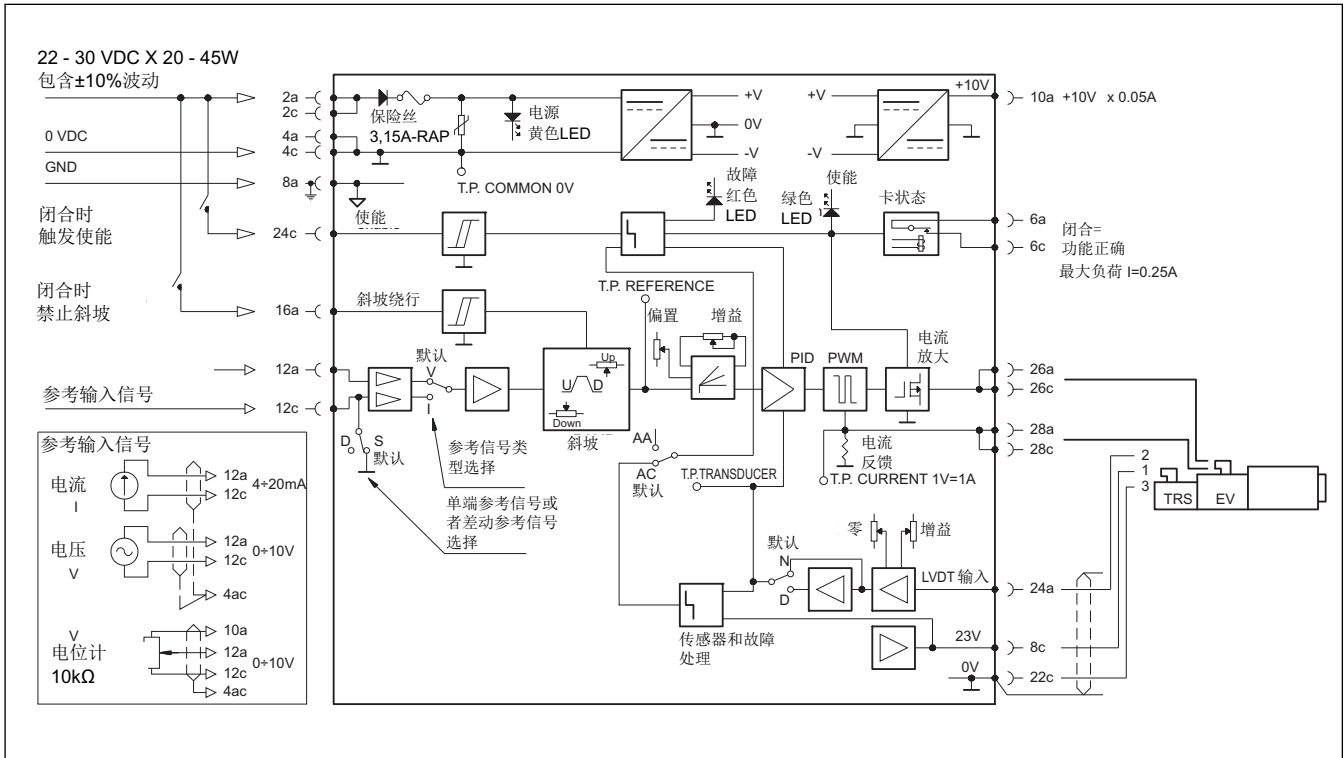 22 - 30 VDC X 20 - 45W
包含±10%波动
0 VDC
GND
闭合时
触发使能
闭合时
禁止斜坡
参考输入信号
2a
2c
4a
4c
8a
24c
16a
12a
12c
保险丝
3,15A-RAP
电源
黄色LED
T.P. COMMON 0V
+V
0V
-V
+V
-V
+10V
10a +10V x 0.05A
使能
故障
红色
LED
绿色
LED
使能
卡状态
6a
6c
闭合=
功能正确
最大负荷 I=0.25A
斜坡绕行
T.P. REFERENCE
偏置
增益
默认
V
I
U
D
Up
Down
斜坡
PID
PWM
电流
放大
26a
26c
28a
28c
D
S
默认
参考信号类
型选择
单端参考信号或
者差动参考信号
选择
AA
AC
默认
T.P.TRANSDUCER
电流
反馈
T.P. CURRENT 1V=1A
2
1
3
TRS
EV
零
增益
默认
N
D
LVDT 输入
24a
传感器和故障
处理
23V
8c
0V
22c
参考输入信号
电流
I
12a
12c
4÷20mA
电压
V
12a
12c
0÷10V
4ac
V
电位计
10kΩ
10a
12a
12c
4ac
0÷10V